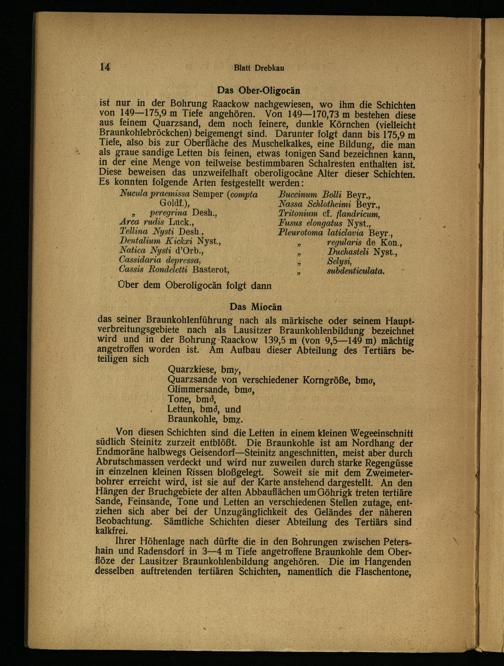 14
Blatt Drebkau
Das Ober-Oligocän
ist nur in der Bohrung Raackow nachgewiesen, wo ihm die Schichten
von 149—175,9 m Tiefe angehören. Von 149—170,73 m bestehen diese
aus feinem Quarzsand, dem noch feinere, dunkle Körnchen (vielleicht
Braunkohlebröckchen) beigemengt sind. Darunter folgt dann bis 175,9 m
Tiefe, also bis zur Oberfläche des Muschelkalkes, eine Bildung, die man
als graue sandige Letten bis feinen, etwas tonigen Sand bezeichnen kann,
in der eine Menge von teilweise bestimmbaren Schalresten enthalten ist.
Diese beweisen das unzweifelhaft oberoligocäne Alter dieser Schichten.
Es konnten folgende Arten festgestellt werden:
Nucula praemissa Semper (compta
Goldf.),
„ peregrina Desh.,
Arca rudis Luck.,
Tellina Nysti Desh.,
Dentalium Kickxi Nyst.,
Natica Nysti d'Orb.,
Cassidaria depressa,
Cassis Rondeletti Basterot,
Buccinum Bolli Beyr.,
Nassa Schlotheimi Beyr.,
Tritonium cf. flandricum,
Fusus elongatus Nyst.,
Pleurotoma laticlavia Beyr.,
„ regularis de Kon.,
„ Duchasteli Nyst.,
„ Selysi,
„ subdenticulata.
Über dem Oberoligocän folgt dann
Das Miocän
das seiner Braunkohlenführung nach als märkische oder seinem Haupt-
verbreitungsgebiete nach als Lausitzer Braunkohlenbildung bezeichnet
wird und in der Bohrung Raackow 139,5 m (von 9,5—149 m) mächtig
angetroffen worden ist. Am Aufbau dieser Abteilung des Tertiärs be-
teiligen sich
Quarzkiese, bmγ,
Quarzsande von verschiedener Korngröße, bmσ,
Glimmersande, bmσ,
Tone, bmϑ,
Letten, bmϑ, und
Braunkohle, bmχ.
Von diesen Schichten sind die Letten in einem kleinen Wegeeinschnitt
südlich Steinitz zurzeit entblößt. Die Braunkohle ist am Nordhang der
Endmoräne halbwegs Geisendorf—Steinitz angeschnitten, meist aber durch
Abrutschmassen verdeckt und wird nur zuweilen durch starke Regengüsse
in einzelnen kleinen Rissen bloßgelegt. Soweit sie mit dem Zweimeter-
bohrer erreicht wird, ist sie auf der Karte anstehend dargestellt. An den
Hängen der Bruchgebiete der alten Abbauflächen um Göhrigk treten tertiäre
Sande, Feinsande, Tone und Letten an verschiedenen Stellen zutage, ent-
ziehen sich aber bei der Unzugänglichkeit des Geländes der näheren
Beobachtung. Sämtliche Schichten dieser Abteilung des Tertiärs sind
kalkfrei.
Ihrer Höhenlage nach dürfte die in den Bohrungen zwischen Peters-
hain und Radensdorf in 3—4 m Tiefe angetroffene Braunkohle dem Ober-
flöze der Lausitzer Braunkohlenbildung angehören. Die im Hangenden
desselben auftretenden tertiären Schichten, namentlich die Flaschentone,